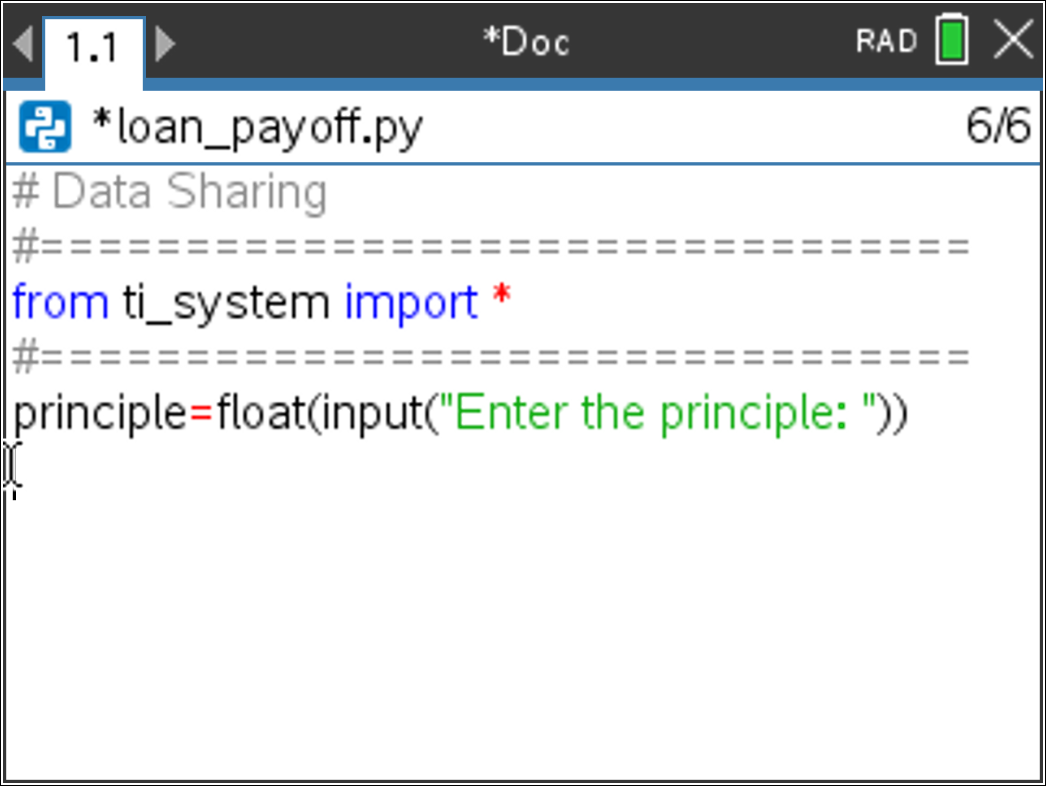 1.1 *Doc RAD
*loan_payoff.py 6/6
# Data Sharing
#================================
from ti_system import *
#================================
principle=float(input("Enter the principle: "))